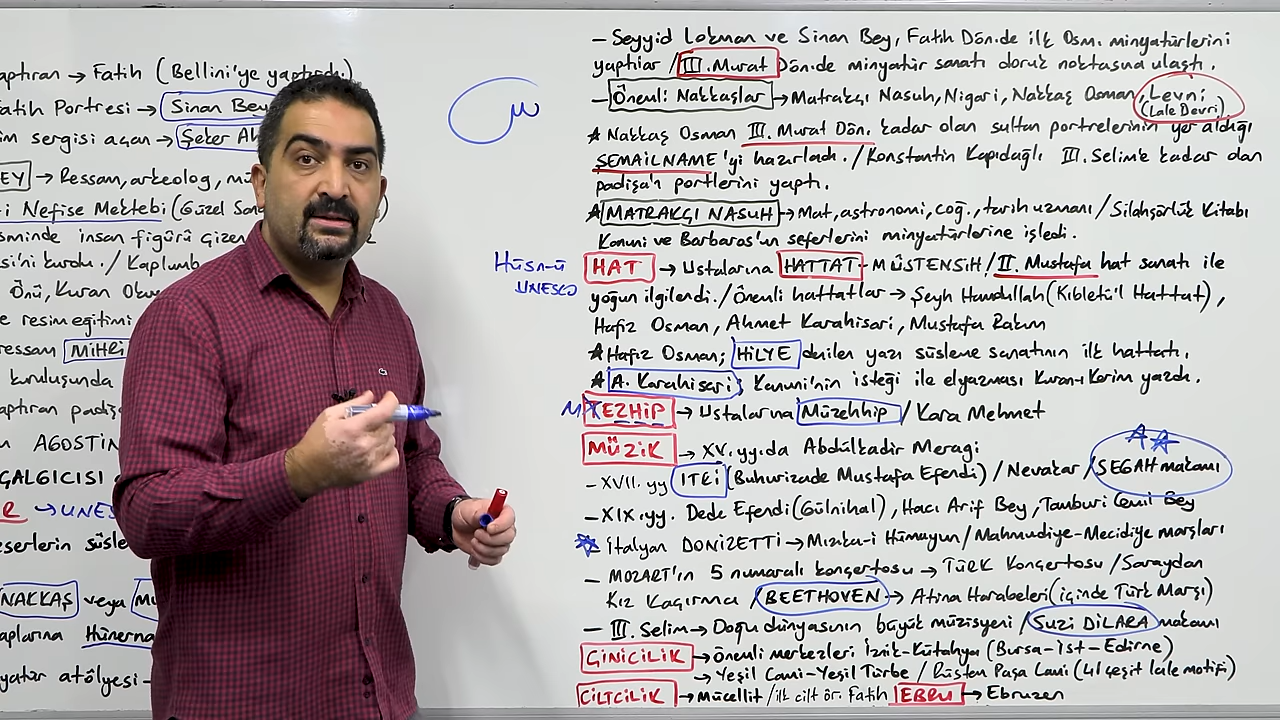 aptıran → Fatih (Bellini'ye yaptırdı)
atih Portresi → Sinan Bey
im sergisi açan → Şeker Ah
EY → Ressam, arkeolog, mü
-i Nefise Mektebi (Güzel San
sminde insan figürü çizen
si'ni kurdu. / Kaplumb
Önü, Kuran Oku
e resim eğitimi
ressam MİHRİ
kuruluşunda
aptıran padişa
AGOSTİN
ÇALGICISI
R → UNES
eserlerin süsle
NAKKAŞ veya Mü
aplarına Hünerna
yatür atölyesi -
- Seyyid Lokman ve Sinan Bey, Fatih Dön.de ilk Osm. minyatürlerini
yaptılar / III. Murat Dön.de minyatür sanatı doruk noktasına ulaştı.
- Önemli Nakkaşlar → Matrakçı Nasuh, Nigari, Nakkaş Osman, Levni (Lale Devri)
* Nakkaş Osman III. Murat Dön. kadar olan sultan portrelerinin yer aldığı
ŞEMAİLNAME'yi hazırladı. / Konstantin Kapıdağlı III. Selim'e kadar olan
padişah portlerini yaptı.
* MATRAKÇI NASUH → Mat, astronomi, coğ., tarih uzmanı / Silahşörlük Kitabı
Kanuni ve Barbaros'un seferlerini minyatürlerine işledi.
Hüsn-ü HAT → Ustalarına HATTAT - MÜSTENSİH / II. Mustafa hat sanatı ile
UNESCO yoğun ilgilendi. / Önemli hattatlar → Şeyh Hamdullah (Kıbletü'l Hattat),
Hafız Osman, Ahmet Karahisari, Mustafa Rakım
* Hafız Osman; HİLYE denilen yazı süsleme sanatının ilk hattatı.
* A. Karahisari; Kanuni'nin isteği ile elyazması Kuran-ı Kerim yazdı.
TEZHİP → Ustalarına Müzehhip / Kara Mehmet
MÜZİK → XV. yy.da Abdülkadir Meragi
- XVII. yy ITRİ (Buhurizade Mustafa Efendi) / Nevakar / SEGAH makamı
- XIX. yy. Dede Efendi (Gülnihal), Hacı Arif Bey, Tanburi Cemil Bey
* İtalyan DONİZETTİ → Mızıka-i Hümayun / Mahmudiye-Mecidiye marşları
- MOZART'ın 5 numaralı konçertosu → TÜRK Konçertosu / Saraydan
Kız Kaçırma / BEETHOVEN → Atina Harabeleri (içinde Türk Marşı)
- III. Selim → Doğu dünyasının büyük müzisyeni / SUZİ DİLARA makamı
ÇİNİCİLİK → Önemli merkezleri İznik-Kütahya (Bursa-İst-Edirne)
→ Yeşil Cami-Yeşil Türbe / Rüstem Paşa Cami (41 çeşit lale motifi)
CİLTCİLİK → Mücellit / ilk cilt ör. Fatih EBRU → Ebruzen